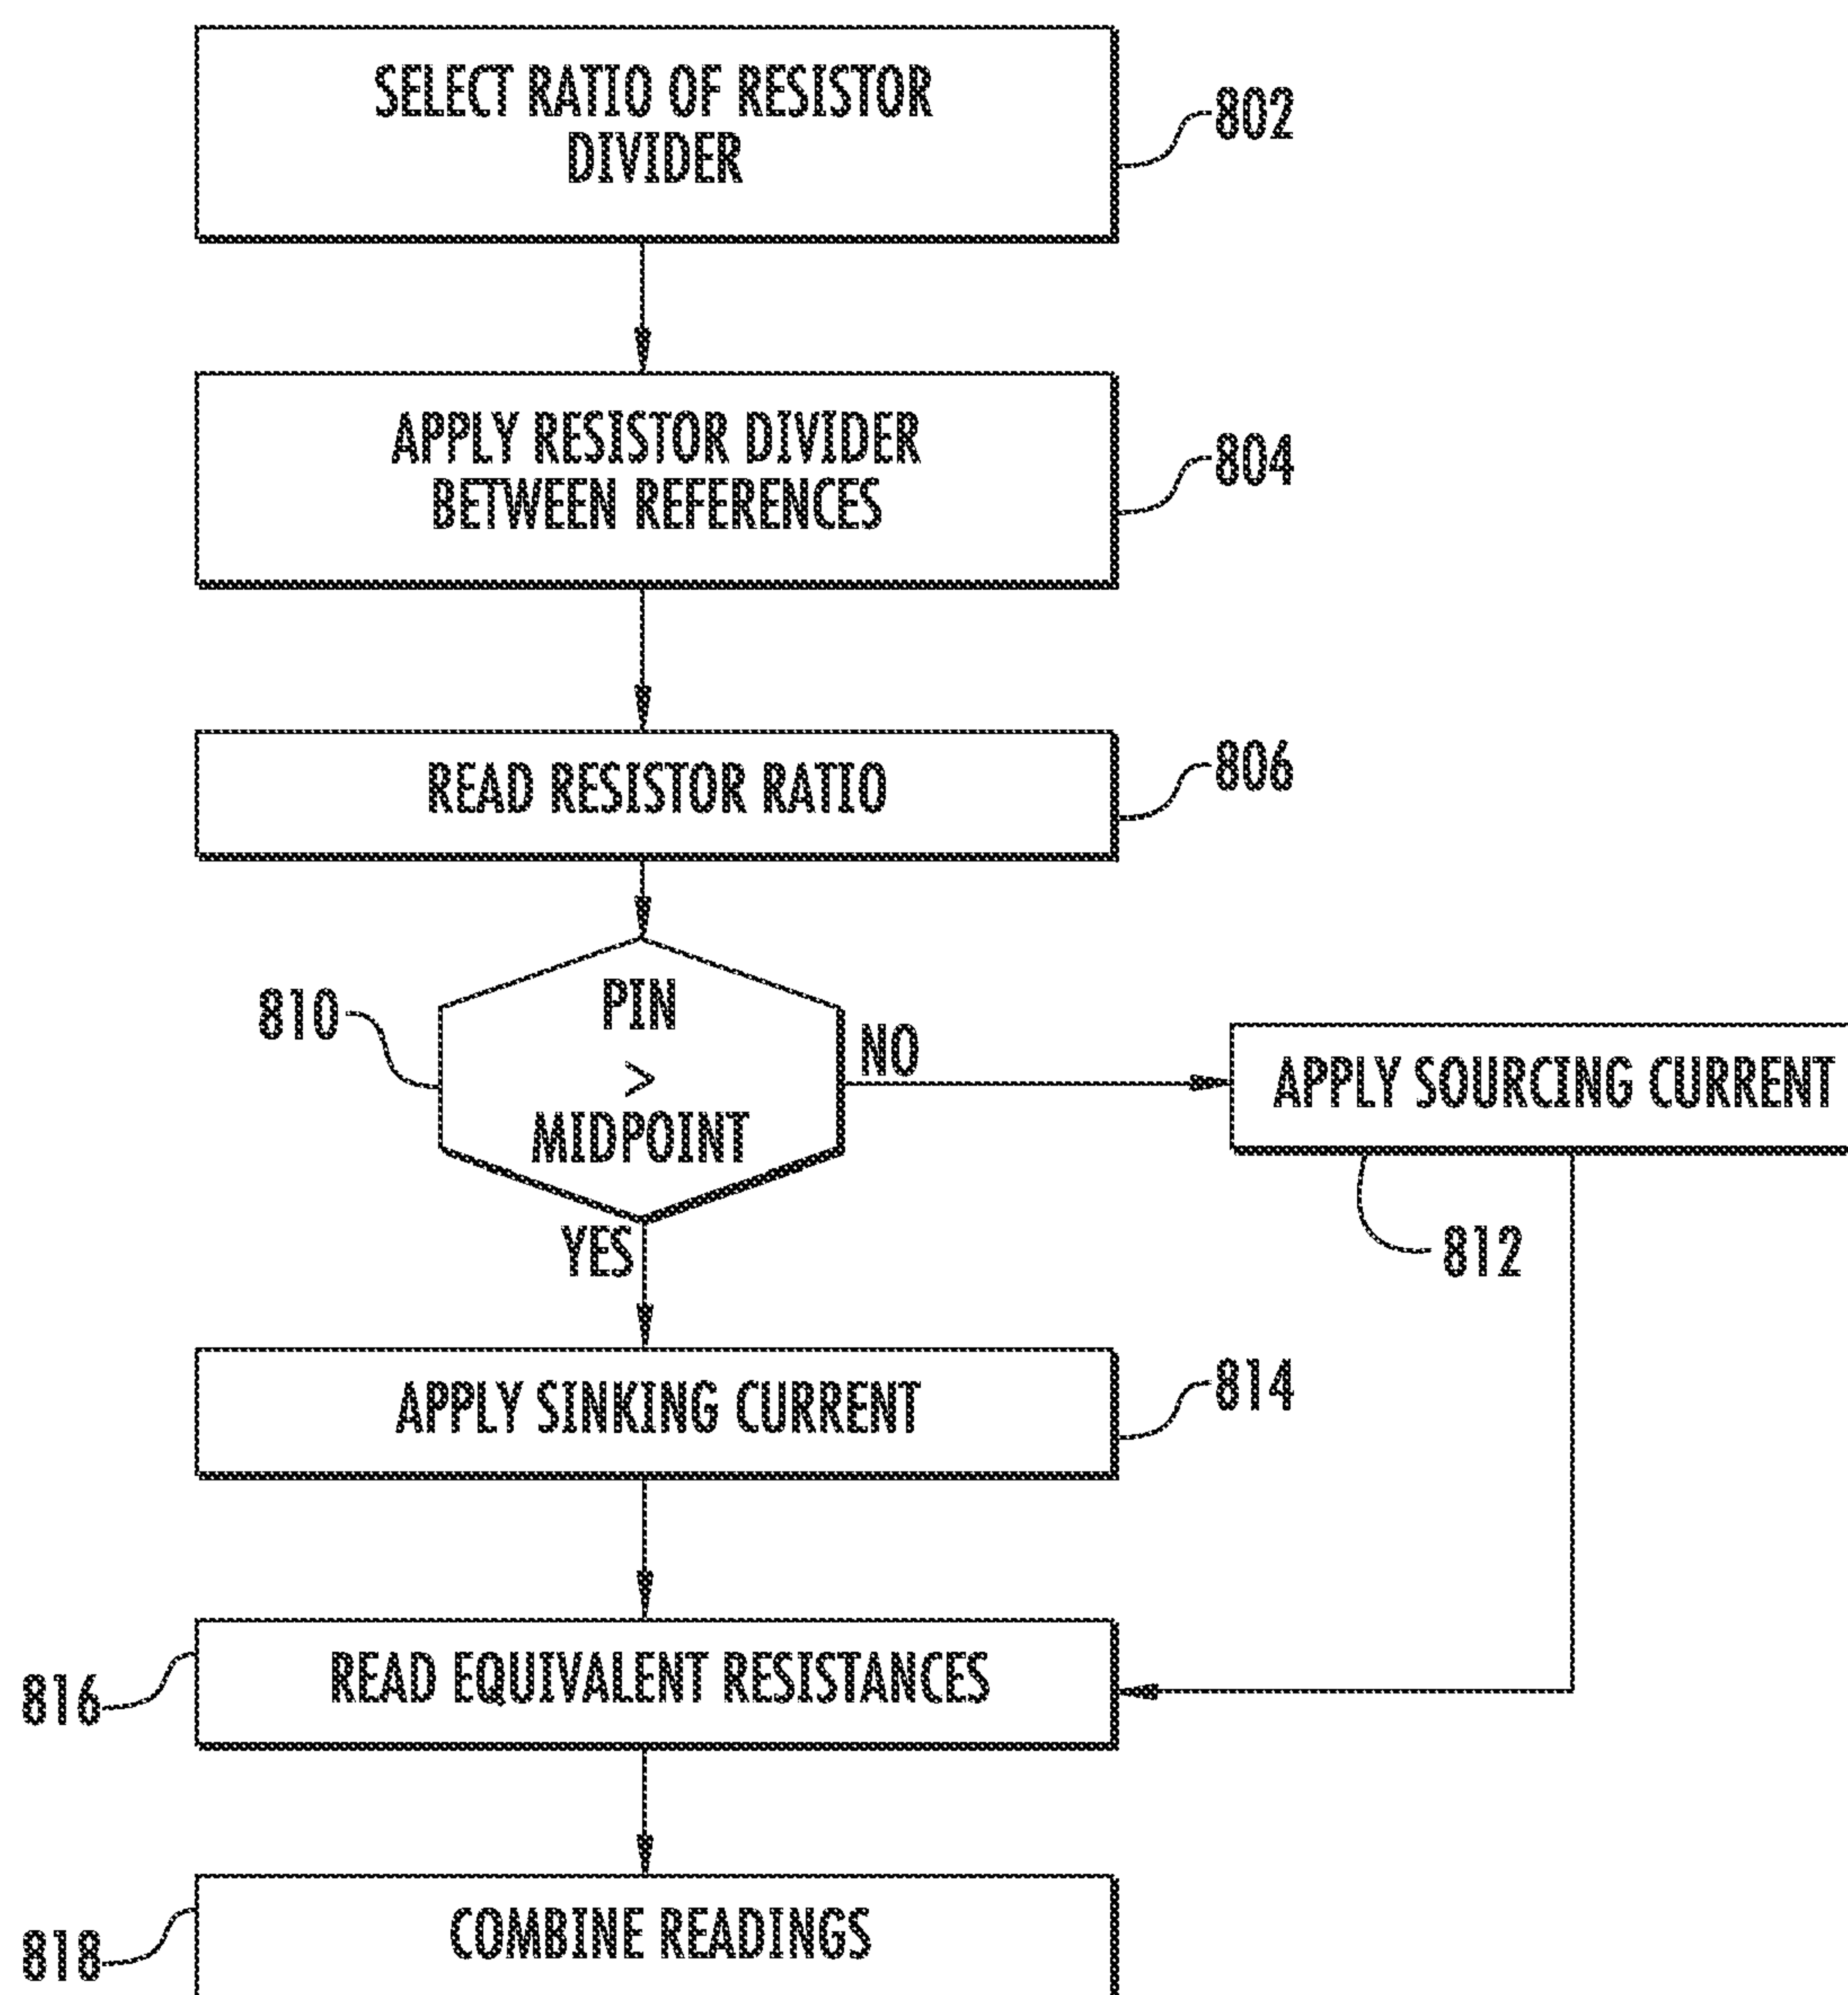 SELECT RATIO OF RESISTOR
DIVIDER
802
APPLY RESISTOR DIVIDER
BETWEEN REFERENCES
804
READ RESISTOR RATIO
806
810
PIN
>
MIDPOINT
NO
APPLY SOURCING CURRENT
812
YES
APPLY SINKING CURRENT
814
816
READ EQUIVALENT RESISTANCES
818
COMBINE READINGS